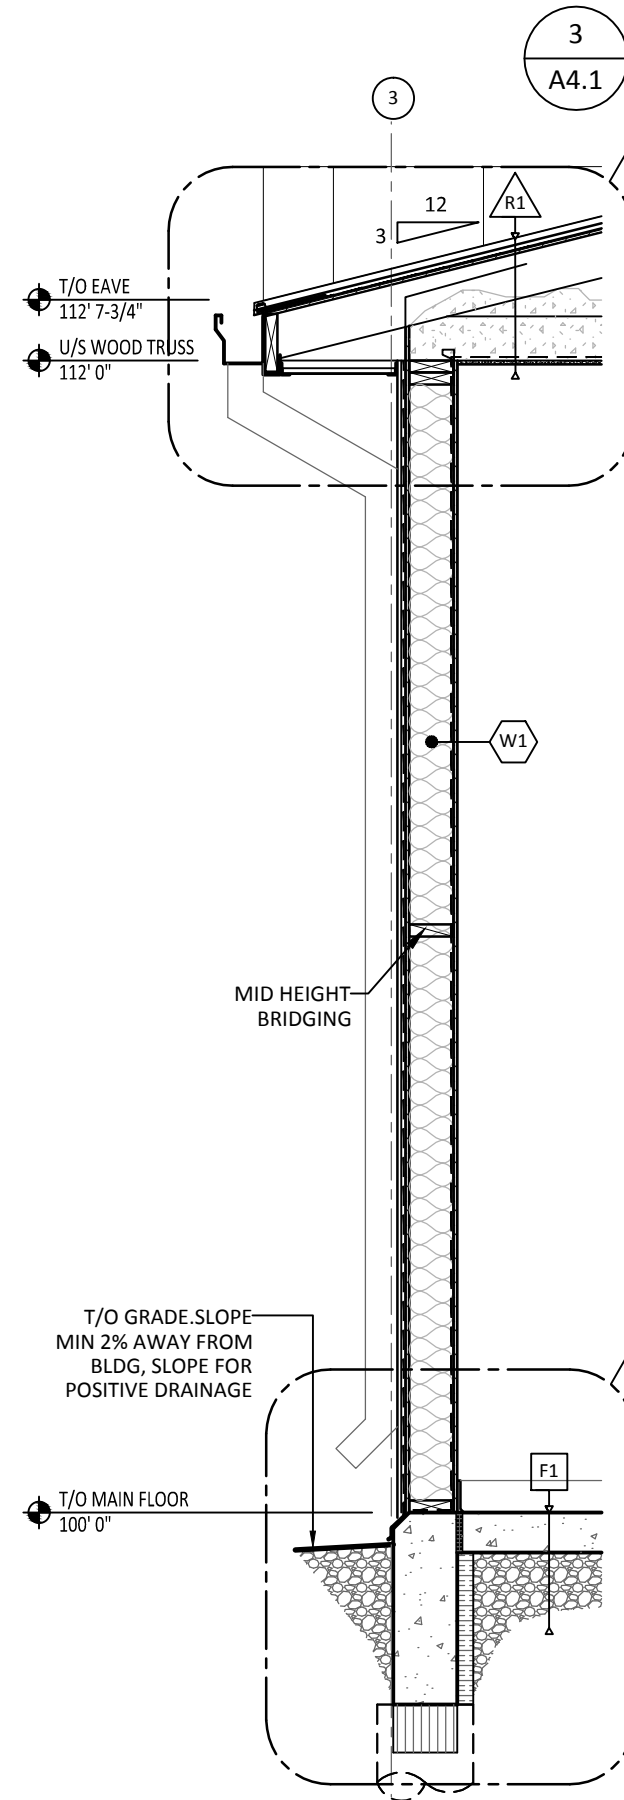 3
A4.1
3
R1
12
3
T/O EAVE
112' 7-3/4"
U/S WOOD TRUSS
112' 0"
W1
MID HEIGHT
BRIDGING
T/O GRADE.SLOPE
MIN 2% AWAY FROM
BLDG, SLOPE FOR
POSITIVE DRAINAGE
F1
T/O MAIN FLOOR
100' 0"